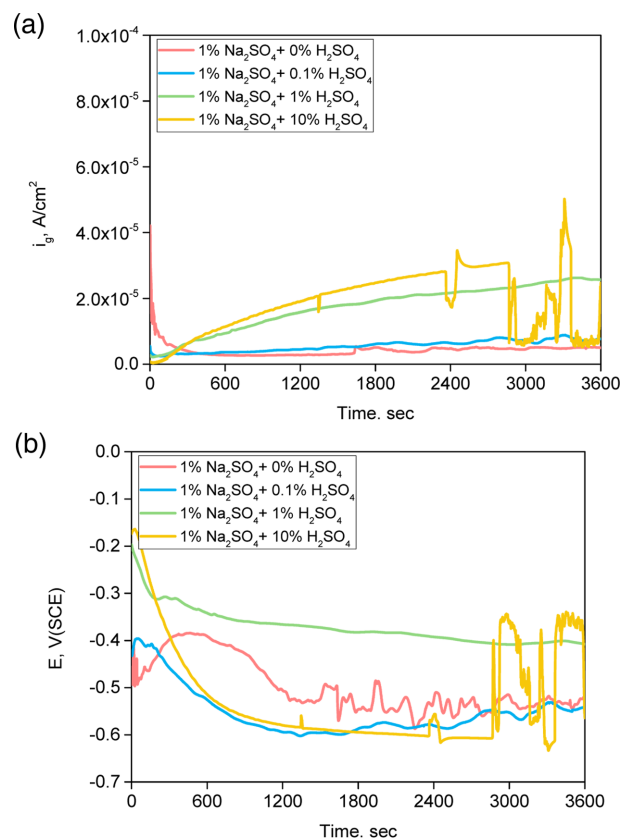 (a)
1.0x10⁻⁴
8.0x10⁻⁵
6.0x10⁻⁵
4.0x10⁻⁵
2.0x10⁻⁵
0.0
i_g, A/cm²
1% Na₂SO₄+ 0% H₂SO₄
1% Na₂SO₄+ 0.1% H₂SO₄
1% Na₂SO₄+ 1% H₂SO₄
1% Na₂SO₄+ 10% H₂SO₄
0 600 1200 1800 2400 3000 3600
Time. sec
(b)
0.0
-0.1
-0.2
-0.3
-0.4
-0.5
-0.6
-0.7
E, V(SCE)
1% Na₂SO₄+ 0% H₂SO₄
1% Na₂SO₄+ 0.1% H₂SO₄
1% Na₂SO₄+ 1% H₂SO₄
1% Na₂SO₄+ 10% H₂SO₄
0 600 1200 1800 2400 3000 3600
Time. sec